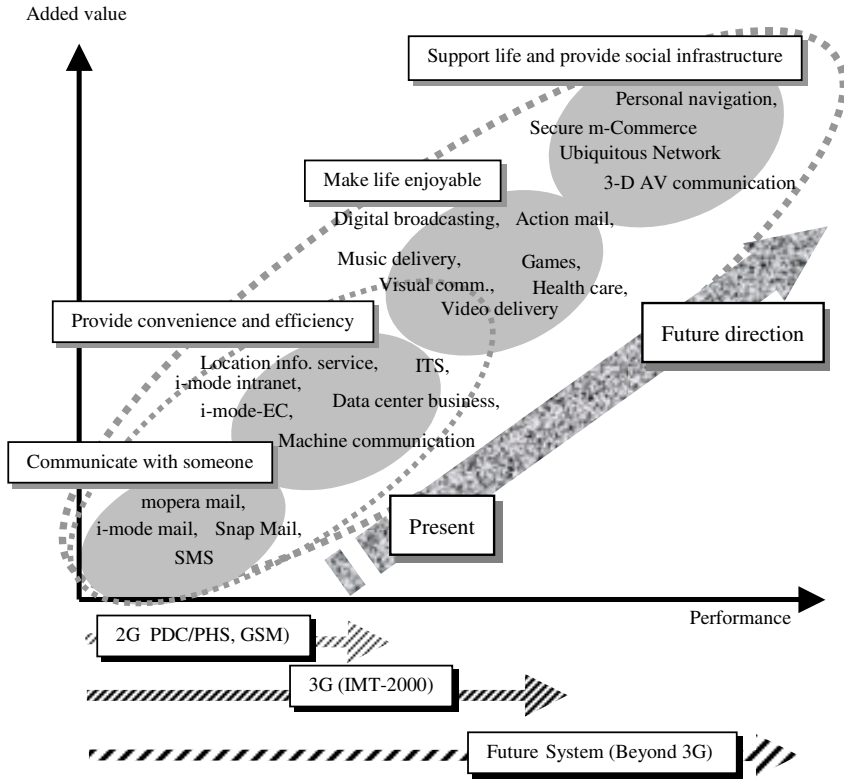 Added value
Support life and provide social infrastructure
Personal navigation,
Secure m-Commerce
Ubiquitous Network
3-D AV communication
Make life enjoyable
Digital broadcasting, Action mail,
Music delivery, Games,
Visual comm., Health care,
Video delivery
Provide convenience and efficiency
Future direction
Location info. service, ITS,
i-mode intranet,
i-mode-EC, Data center business,
Machine communication
Communicate with someone
mopera mail,
i-mode mail, Snap Mail,
SMS
Present
Performance
2G PDC/PHS, GSM)
3G (IMT-2000)
Future System (Beyond 3G)